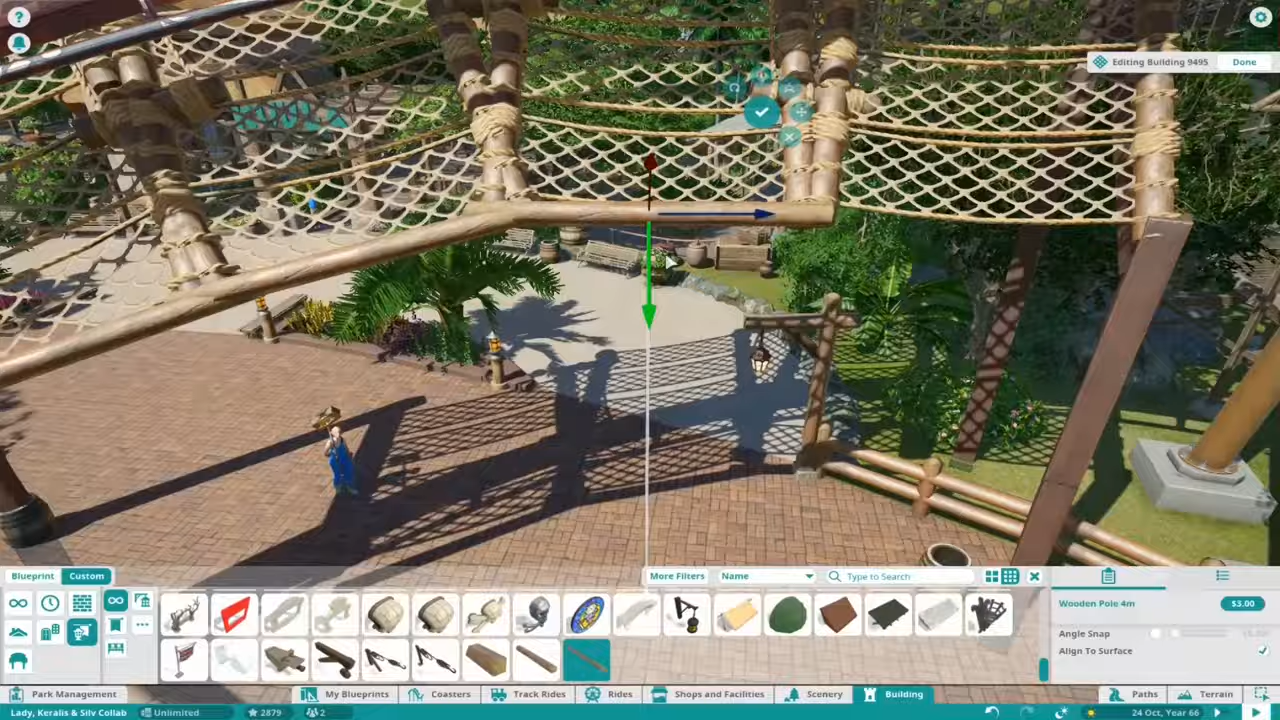 ?
Editing Building 9495 Done
Blueprint Custom
More Filters Name Type to Search
Wooden Pole 4m $3.00
Angle Snap
Align To Surface
Park Management My Blueprints Coasters Track Rides Rides Shops and Facilities Scenery Building Paths Terrain
Lady, Keralis & Silv Collab Unlimited 2879 2 24 Oct, Year 66